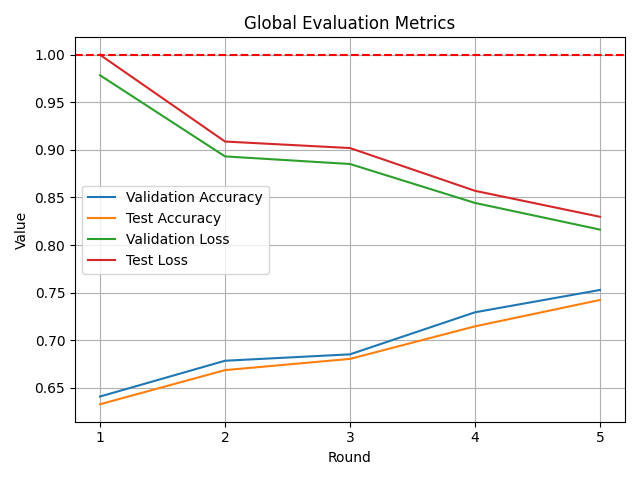 Global Evaluation Metrics
Value
1.00
0.95
0.90
0.85
0.80
0.75
0.70
0.65
Validation Accuracy
Test Accuracy
Validation Loss
Test Loss
1 2 3 4 5
Round